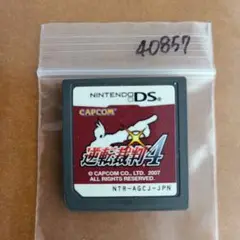 40857
NINTENDO DS
CAPCOM
逆転裁判4
© CAPCOM CO., LTD. 2007
ALL RIGHTS RESERVED.
NTR-AGCJ-JPN